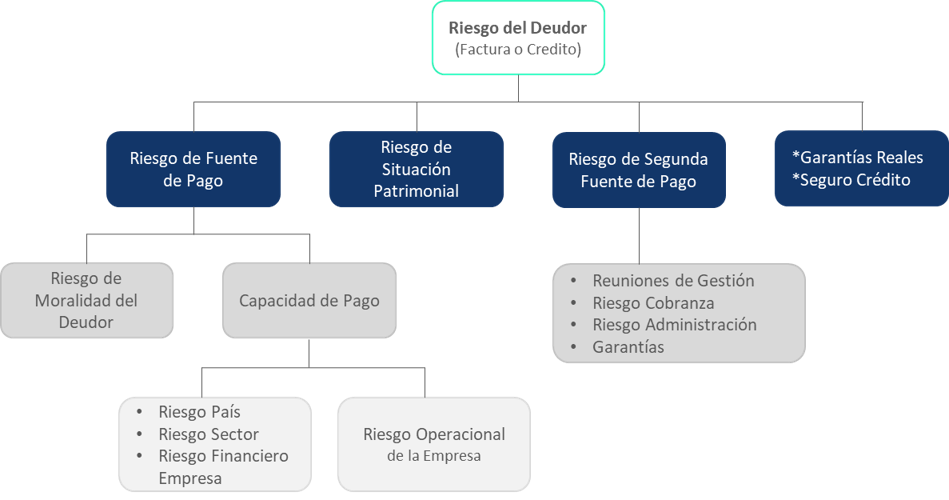 Riesgo del Deudor
(Factura o Credito)
Riesgo de Fuente
de Pago
Riesgo de
Situación
Patrimonial
Riesgo de Segunda
Fuente de Pago
*Garantías Reales
*Seguro Crédito
Riesgo de
Moralidad del
Deudor
Capacidad de Pago
• Reuniones de Gestión
• Riesgo Cobranza
• Riesgo Administración
• Garantías
• Riesgo País
• Riesgo Sector
• Riesgo Financiero
Empresa
Riesgo Operacional
de la Empresa